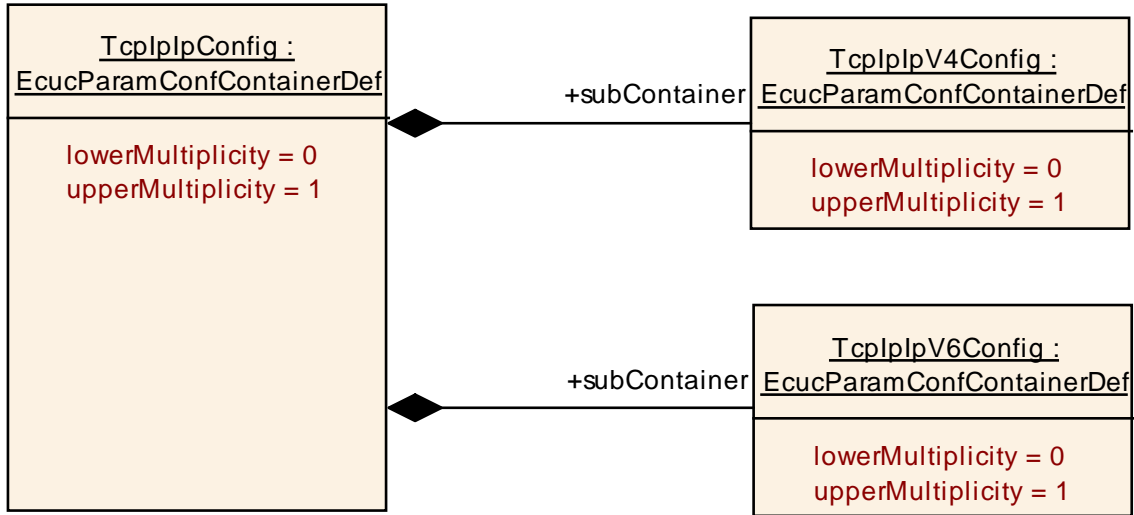 TcpIpIpConfig :
EcucParamConfContainerDef
lowerMultiplicity = 0
upperMultiplicity = 1
+subContainer
TcpIpIpV4Config :
EcucParamConfContainerDef
lowerMultiplicity = 0
upperMultiplicity = 1
+subContainer
TcpIpIpV6Config :
EcucParamConfContainerDef
lowerMultiplicity = 0
upperMultiplicity = 1